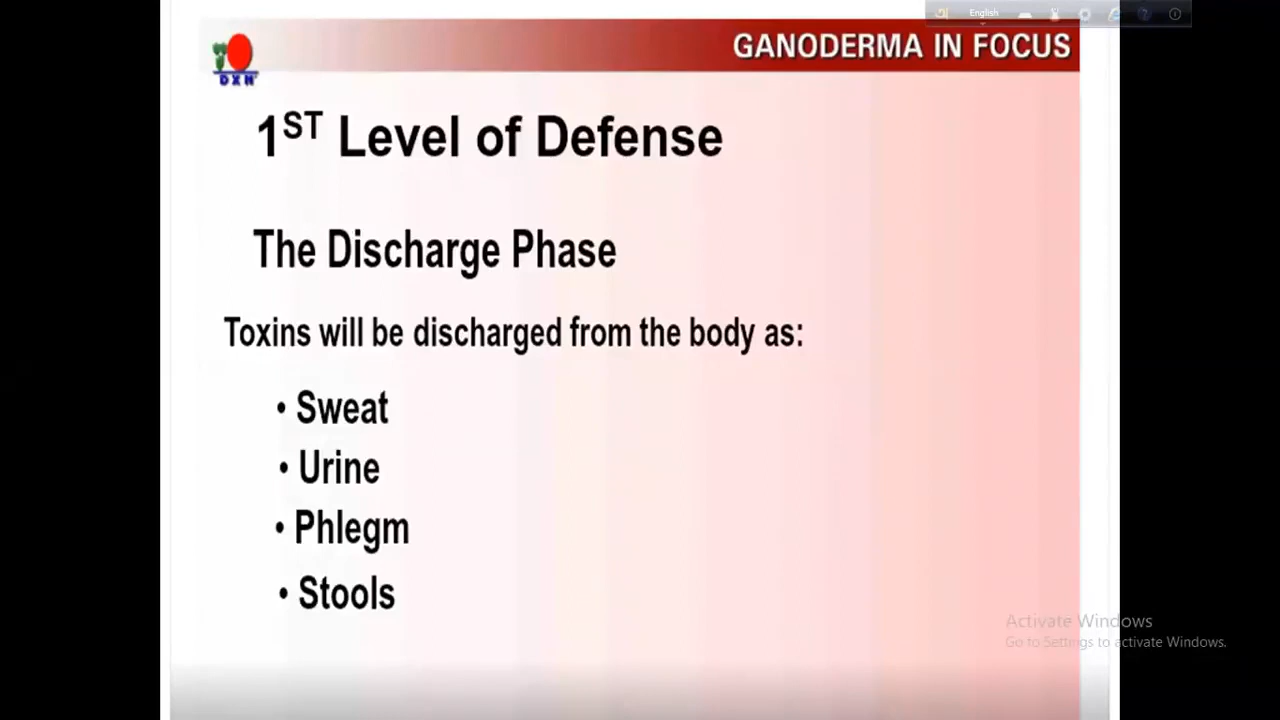 English
GANODERMA IN FOCUS
DXN
1ST Level of Defense
The Discharge Phase
Toxins will be discharged from the body as:
• Sweat
• Urine
• Phlegm
• Stools
Activate Windows
Go to Settings to activate Windows.